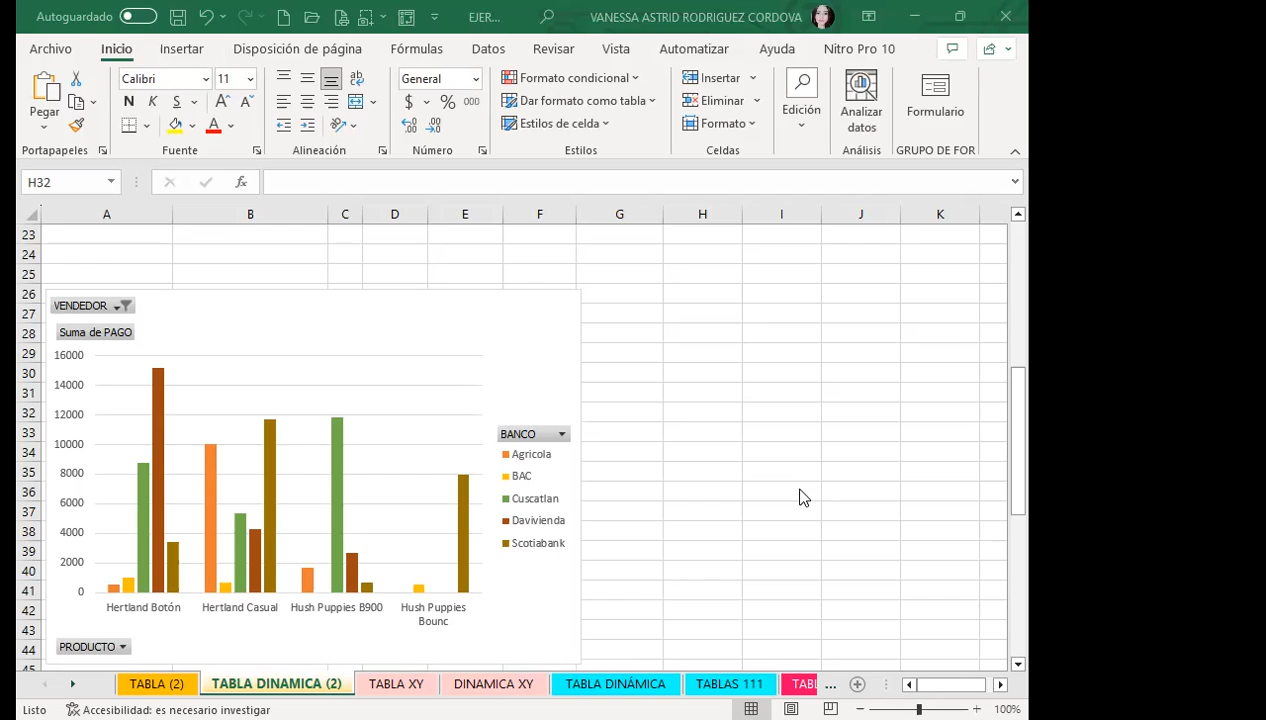 Autoguardado EJER... VANESSA ASTRID RODRIGUEZ CORDOVA
Archivo Inicio Insertar Disposición de página Fórmulas Datos Revisar Vista Automatizar Ayuda Nitro Pro 10
Pegar
Portapapeles
Calibri 11
N K S
Fuente
Alineación
General
$ % 000
Número
Formato condicional
Dar formato como tabla
Estilos de celda
Estilos
Insertar
Eliminar
Formato
Celdas
Edición
Analizar
datos
Análisis
Formulario
GRUPO DE FOR
H32 fx
A B C D E F G H I J K
23
24
25
26
27
28
29
30
31
32
33
34
35
36
37
38
39
40
41
42
43
44
45
VENDEDOR
Suma de PAGO
16000
14000
12000
10000
8000
6000
4000
2000
0
Hertland Botón Hertland Casual Hush Puppies B900 Hush Puppies
Bounc
BANCO
Agricola
BAC
Cuscatlan
Davivienda
Scotiabank
PRODUCTO
TABLA (2) TABLA DINAMICA (2) TABLA XY DINAMICA XY TABLA DINÁMICA TABLAS 111 TABL ...
Listo Accesibilidad: es necesario investigar 100%